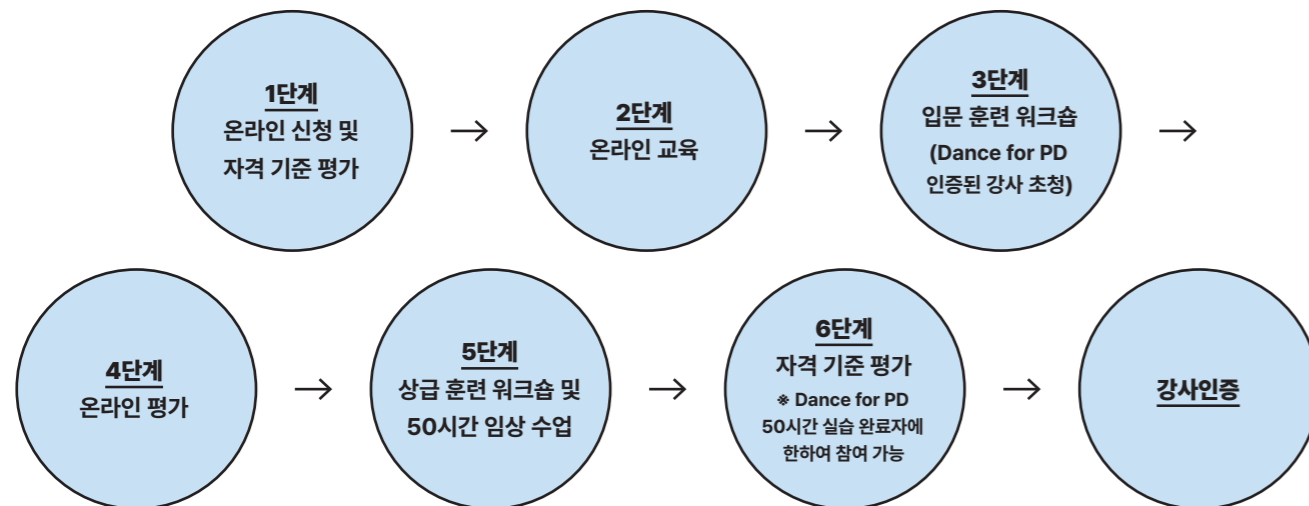 1단계
온라인 신청 및
자격 기준 평가
→
2단계
온라인 교육
→
3단계
입문 훈련 워크숍
(Dance for PD
인증된 강사 초청)
→
4단계
온라인 평가
→
5단계
상급 훈련 워크숍 및
50시간 임상 수업
→
6단계
자격 기준 평가
※ Dance for PD
50시간 실습 완료자에
한하여 참여 가능
→
강사인증